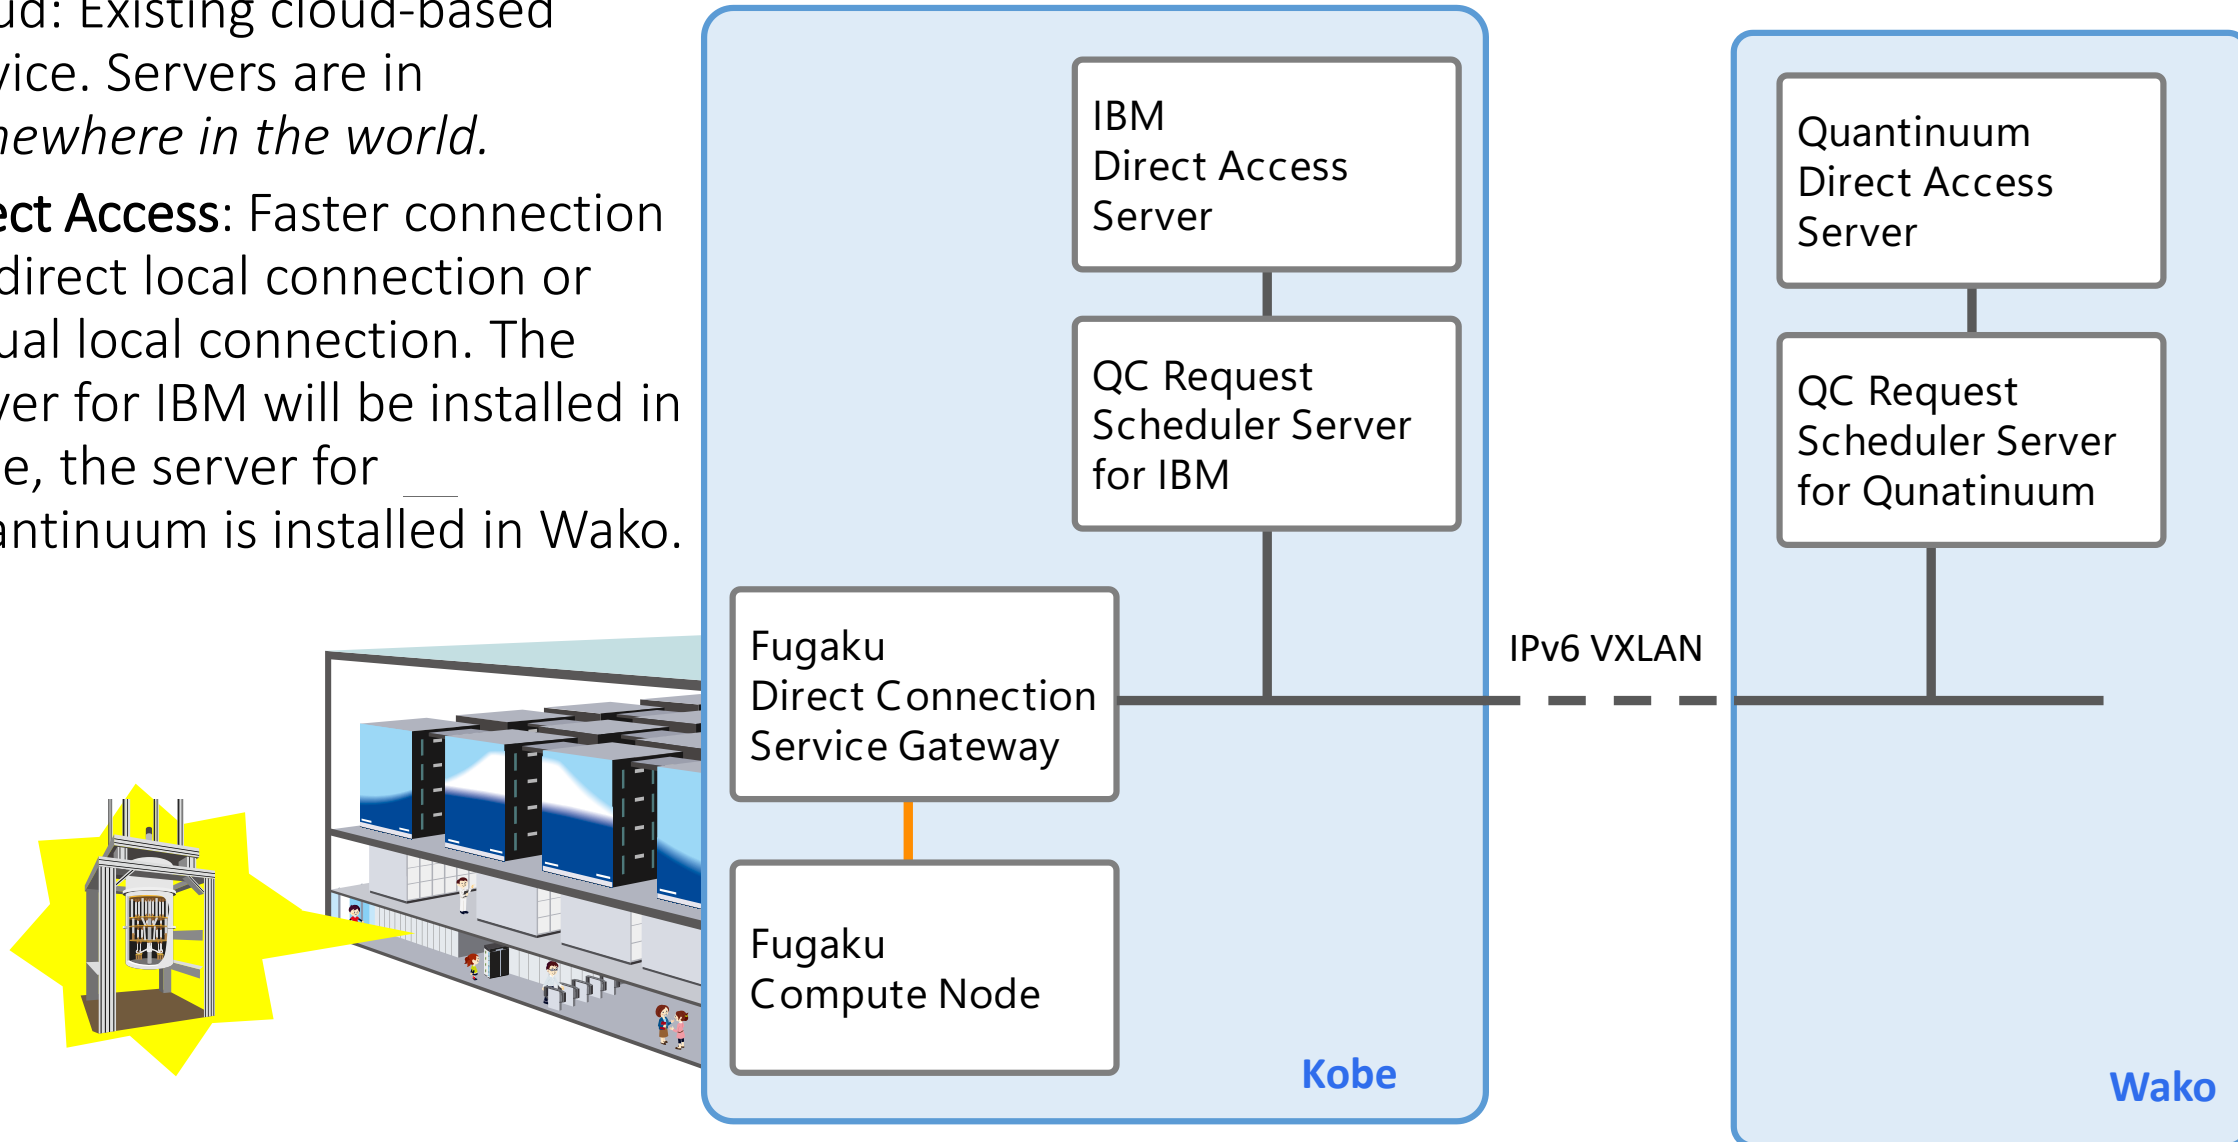 ud: Existing cloud-based
vice. Servers are in
newhere in the world.
ect Access: Faster connection
direct local connection or
ual local connection. The
ver for IBM will be installed in
e, the server for
antinuum is installed in Wako.
IBM
Direct Access
Server
QC Request
Scheduler Server
for IBM
Fugaku
Direct Connection
Service Gateway
Fugaku
Compute Node
Kobe
IPv6 VXLAN
Quantinuum
Direct Access
Server
QC Request
Scheduler Server
for Qunatinuum
Wako